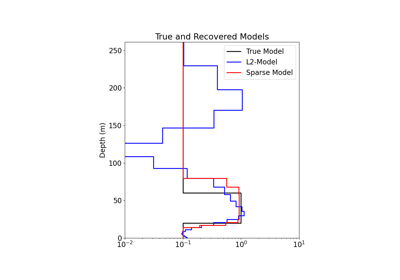 True and Recovered Models
True Model
L2-Model
Sparse Model
Depth (m)
250
200
150
100
50
0
10⁻²
10⁻¹
10⁰
10¹